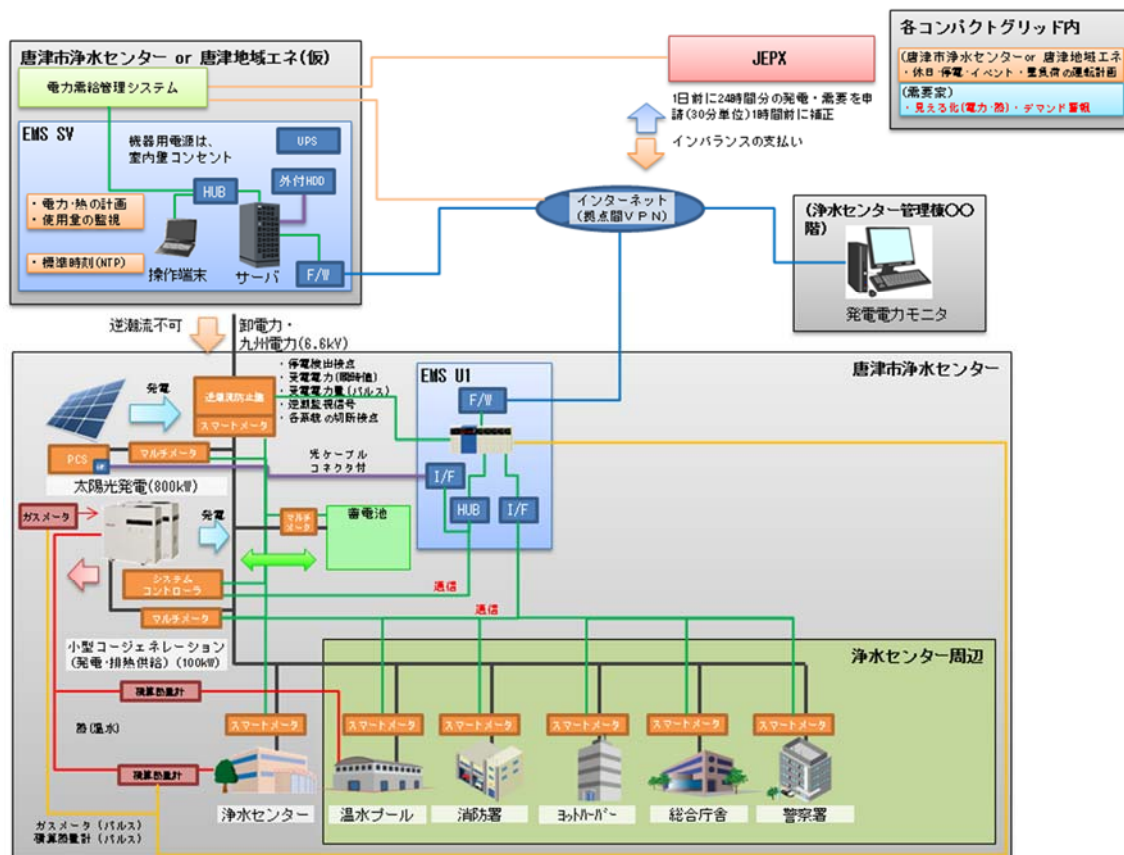 唐津市浄水センター or 唐津地域エネ(仮)
電力需給管理システム
EMS SV
機器用電源は、
室内壁コンセント
UPS
外付HDD
HUB
・電力・熱の計画
・使用量の監視
・標準時刻(NTP)
操作端末
サーバ
F/W
JEPX
1日前に24時間分の発電・需要を申
請(30分単位)1時間前に補正
インバランスの支払い
インターネット
(拠点間VPN)
各コンパクトグリッド内
(唐津市浄水センターor 唐津地域エネ
・休日・停電・イベント・重負荷の運転計画
(需要家)
・見える化(電力・熱)・デマンド警報
(浄水センター管理棟〇〇
階)
発電電力モニタ
逆潮流不可
卸電力・
九州電力(6.6kV)
唐津市浄水センター
・停電検出接点
・受電電力(瞬時値)
・受電電力量(パルス)
・逆潮監視信号
・各系統の切断接点
EMS U1
F/W
発電
逆潮流防止盤
スマートメータ
マルチメータ
PCS
太陽光発電(800kW)
光ケーブル
コネクタ付
I/F
HUB
I/F
ガスメータ
発電
マルチ
メータ
蓄電池
システム
コントローラ
通信
マルチメータ
通信
小型コージェネレーション
(発電・排熱供給)(100kW)
浄水センター周辺
積算熱量計
熱(温水)
スマートメータ
スマートメータ
スマートメータ
スマートメータ
スマートメータ
スマートメータ
積算熱量計
浄水センター
温水プール
消防署
ヨットハーバー
総合庁舎
警察署
ガスメータ (パルス)
積算熱量計 (パルス)